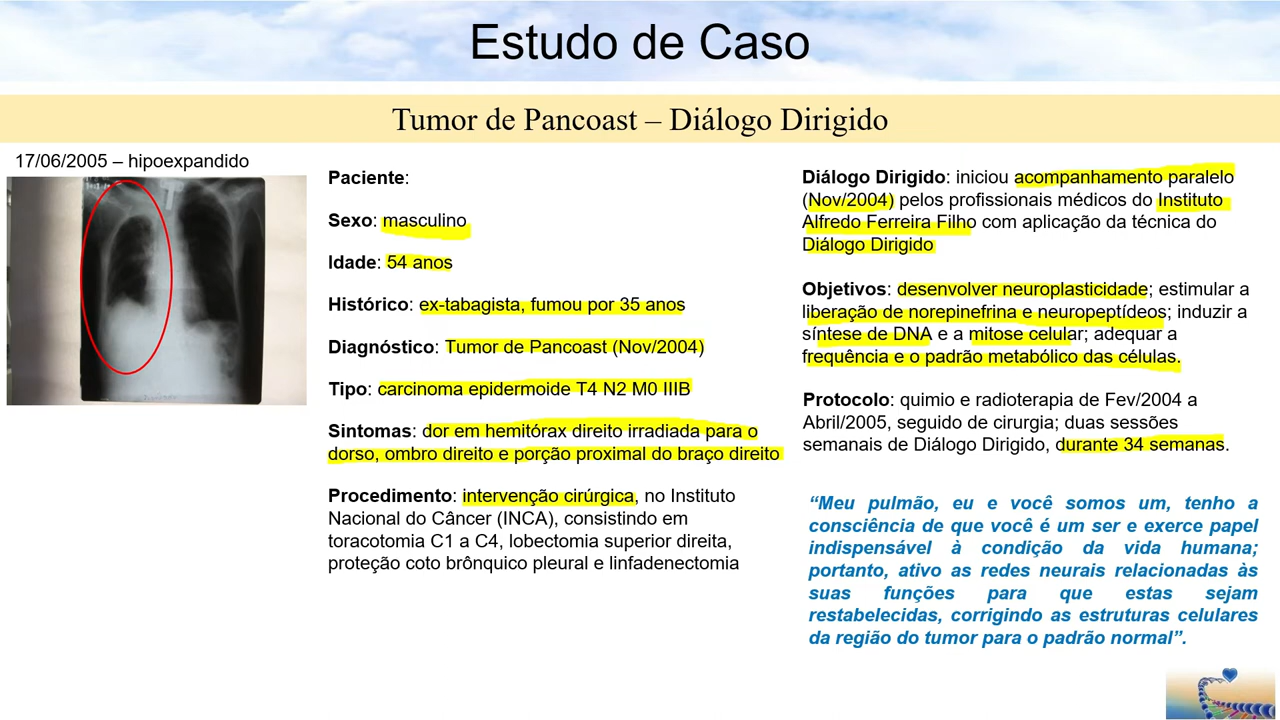 Estudo de Caso
Tumor de Pancoast – Diálogo Dirigido
17/06/2005 – hipoexpandido
Paciente:
Sexo: masculino
Idade: 54 anos
Histórico: ex-tabagista, fumou por 35 anos
Diagnóstico: Tumor de Pancoast (Nov/2004)
Tipo: carcinoma epidermoide T4 N2 M0 IIIB
Sintomas: dor em hemitórax direito irradiada para o
dorso, ombro direito e porção proximal do braço direito
Procedimento: intervenção cirúrgica, no Instituto
Nacional do Câncer (INCA), consistindo em
toracotomia C1 a C4, lobectomia superior direita,
proteção coto brônquico pleural e linfadenectomia
Diálogo Dirigido: iniciou acompanhamento paralelo
(Nov/2004) pelos profissionais médicos do Instituto
Alfredo Ferreira Filho com aplicação da técnica do
Diálogo Dirigido
Objetivos: desenvolver neuroplasticidade; estimular a
liberação de norepinefrina e neuropeptídeos; induzir a
síntese de DNA e a mitose celular; adequar a
frequência e o padrão metabólico das células.
Protocolo: quimio e radioterapia de Fev/2004 a
Abril/2005, seguido de cirurgia; duas sessões
semanais de Diálogo Dirigido, durante 34 semanas.
“Meu pulmão, eu e você somos um, tenho a
consciência de que você é um ser e exerce papel
indispensável à condição da vida humana;
portanto, ativo as redes neurais relacionadas às
suas funções para que estas sejam
restabelecidas, corrigindo as estruturas celulares
da região do tumor para o padrão normal”.